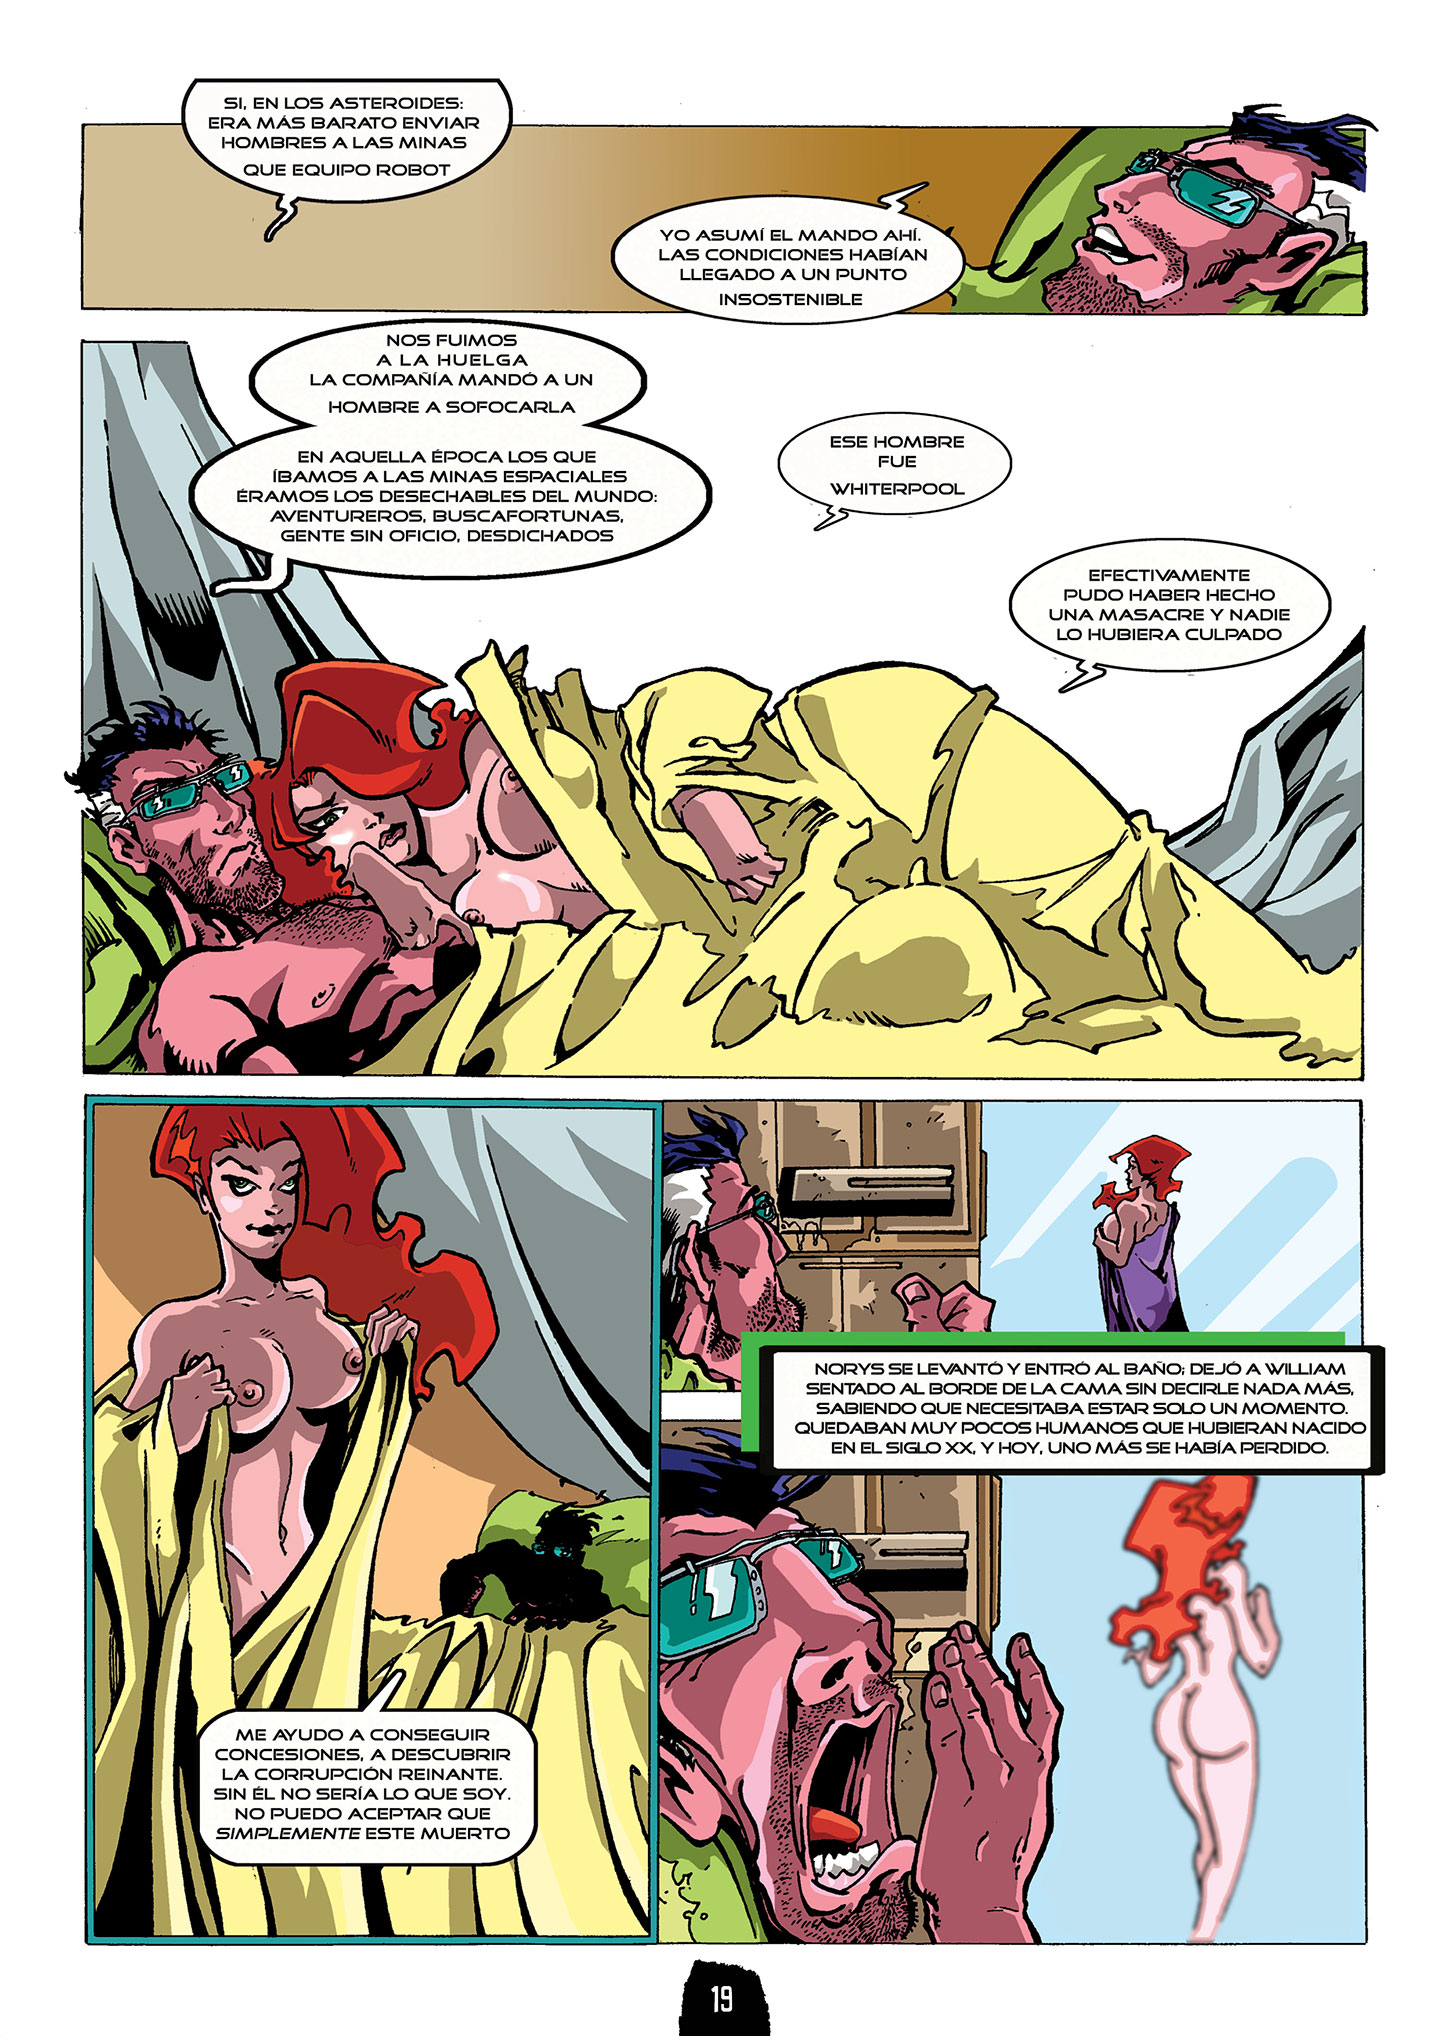 SI, EN LOS ASTEROIDES:
ERA MÁS BARATO ENVIAR
HOMBRES A LAS MINAS
QUE EQUIPO ROBOT
YO ASUMÍ EL MANDO AHÍ.
LAS CONDICIONES HABÍAN
LLEGADO A UN PUNTO
INSOSTENIBLE
NOS FUIMOS
A LA HUELGA
LA COMPAÑÍA MANDÓ A UN
HOMBRE A SOFOCARLA
EN AQUELLA ÉPOCA LOS QUE
ÍBAMOS A LAS MINAS ESPACIALES
ÉRAMOS LOS DESECHABLES DEL MUNDO:
AVENTUREROS, BUSCAFORTUNAS,
GENTE SIN OFICIO, DESDICHADOS
ESE HOMBRE
FUE
WHITERPOOL
EFECTIVAMENTE
PUDO HABER HECHO
UNA MASACRE Y NADIE
LO HUBIERA CULPADO
ME AYUDO A CONSEGUIR
CONCESIONES, A DESCUBRIR
LA CORRUPCIÓN REINANTE.
SIN ÉL NO SERÍA LO QUE SOY.
NO PUEDO ACEPTAR QUE
SIMPLEMENTE ESTE MUERTO
NORYS SE LEVANTÓ Y ENTRÓ AL BAÑO; DEJÓ A WILLIAM
SENTADO AL BORDE DE LA CAMA SIN DECIRLE NADA MÁS,
SABIENDO QUE NECESITABA ESTAR SOLO UN MOMENTO.
QUEDABAN MUY POCOS HUMANOS QUE HUBIERAN NACIDO
EN EL SIGLO XX, Y HOY, UNO MÁS SE HABÍA PERDIDO.
19